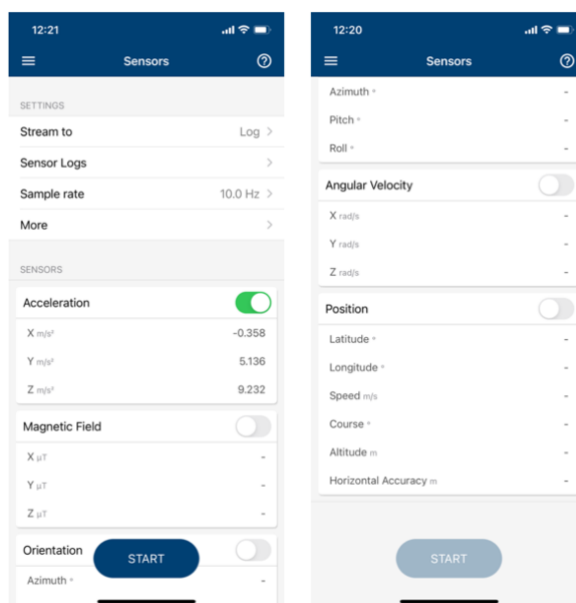 12:21
Sensors
SETTINGS
Stream to Log
Sensor Logs
Sample rate 10.0 Hz
More
SENSORS
Acceleration
X m/s² -0.358
Y m/s² 5.136
Z m/s² 9.232
Magnetic Field
X µT -
Y µT -
Z µT -
Orientation
START
Azimuth ° -
12:20
Sensors
Azimuth ° -
Pitch ° -
Roll ° -
Angular Velocity
X rad/s -
Y rad/s -
Z rad/s -
Position
Latitude ° -
Longitude ° -
Speed m/s -
Course ° -
Altitude m -
Horizontal Accuracy m -
START